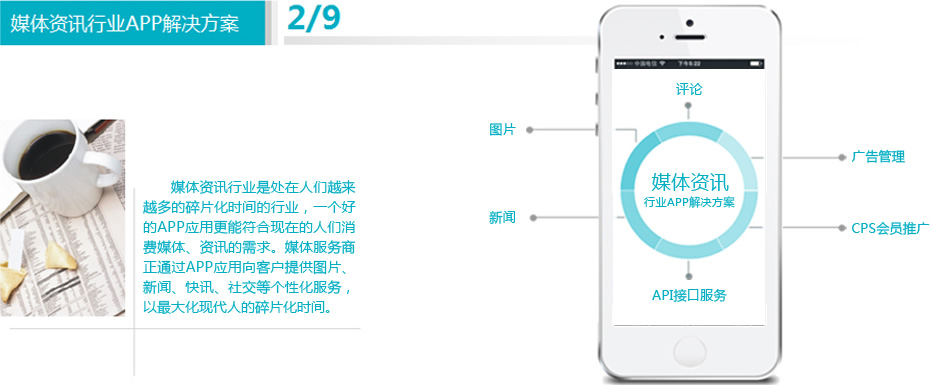 媒体资讯行业APP解决方案
2/9
中国电信
下午6:22
评论
图片
广告管理
媒体资讯
行业APP解决方案
新闻
CPS会员推广
API接口服务
媒体资讯行业是处在人们越来
越多的碎片化时间的行业，一个好
的APP应用更能符合现在的人们消
费媒体、资讯的需求。媒体服务商
正通过APP应用向客户提供图片、
新闻、快讯、社交等个性化服务，
以最大化现代人的碎片化时间。